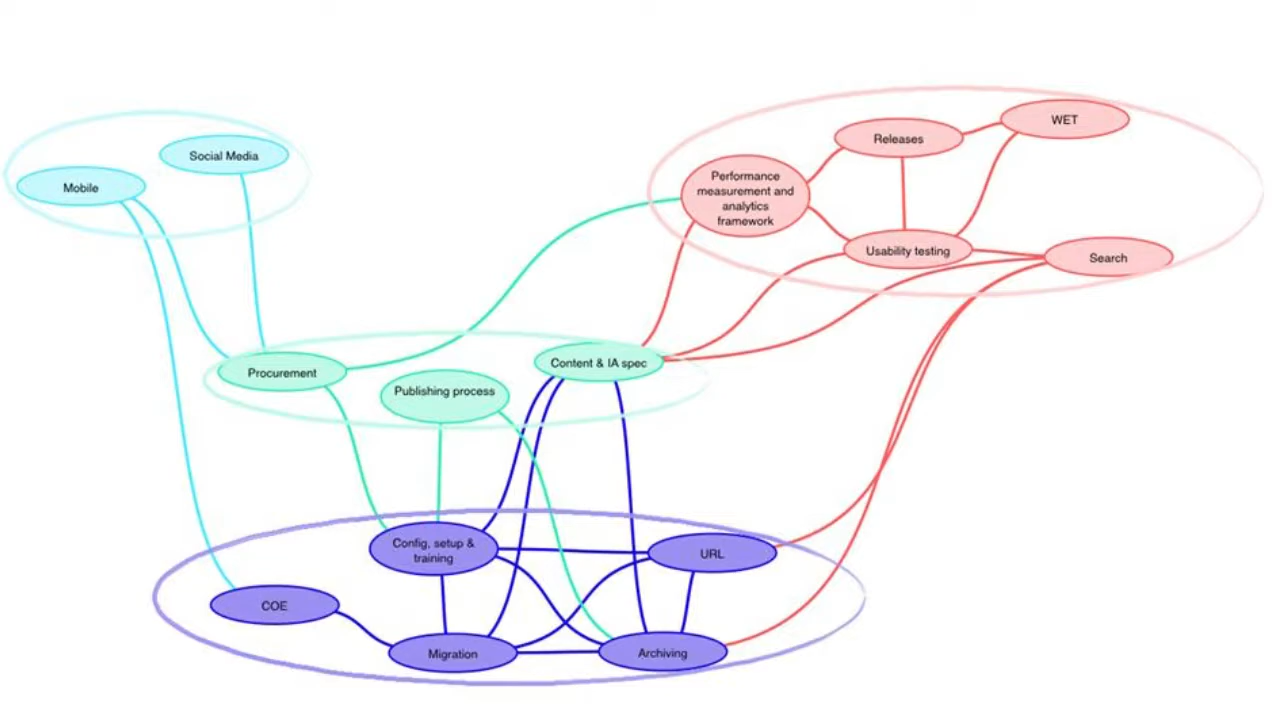 WET
Releases
Social Media
Mobile
Performance
measurement and
analytics
framework
Usability testing
Search
Procurement
Content & IA spec
Publishing process
Config, setup &
training
URL
COE
Migration
Archiving